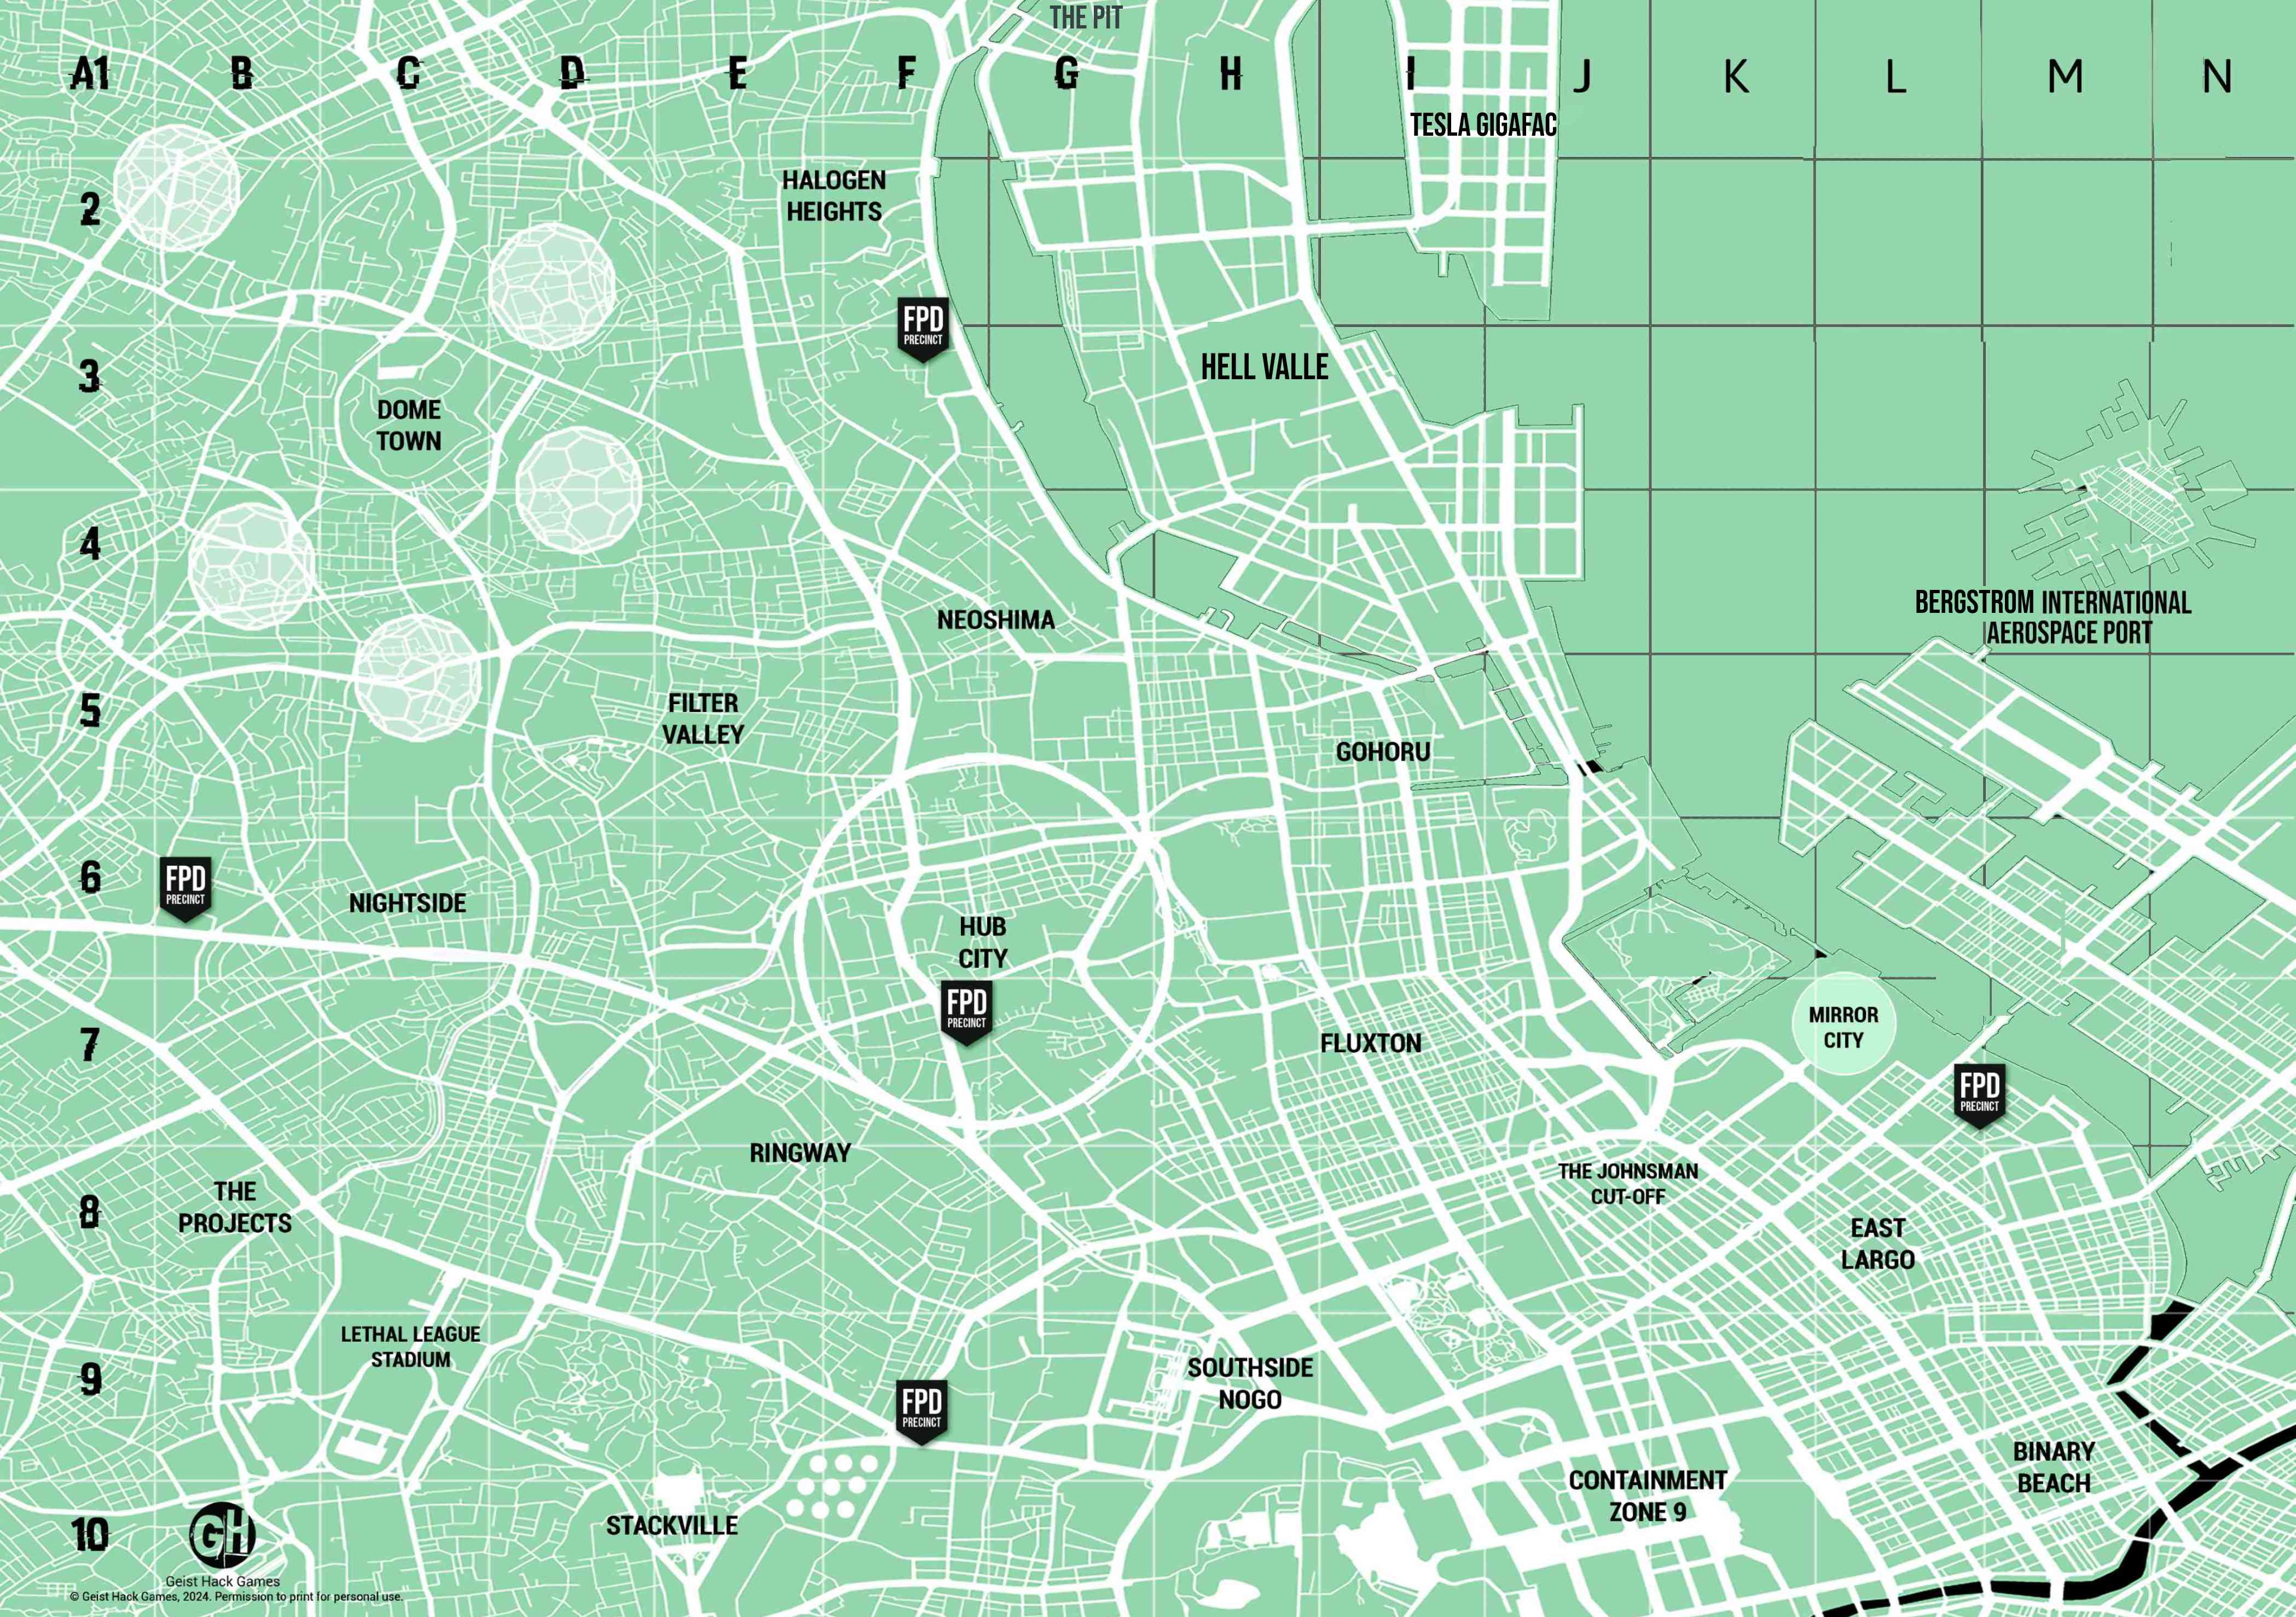 THE PIT
A1 B C D E F G H I J K L M N
TESLA GIGAFAC
HALOGEN
HEIGHTS
2
FPD
PRECINCT
HELL VALLE
3
DOME
TOWN
4
BERGSTROM INTERNATIONAL
AEROSPACE PORT
NEOSHIMA
5
FILTER
VALLEY
GOHORU
6
FPD
PRECINCT
NIGHTSIDE
HUB
CITY
FPD
PRECINCT
MIRROR
CITY
7
FLUXTON
FPD
PRECINCT
RINGWAY
THE JOHNSMAN
CUT-OFF
8
THE
PROJECTS
EAST
LARGO
LETHAL LEAGUE
STADIUM
9
SOUTHSIDE
NOGO
FPD
PRECINCT
BINARY
BEACH
CONTAINMENT
ZONE 9
10
GH
STACKVILLE
Geist Hack Games
© Geist Hack Games, 2024. Permission to print for personal use.